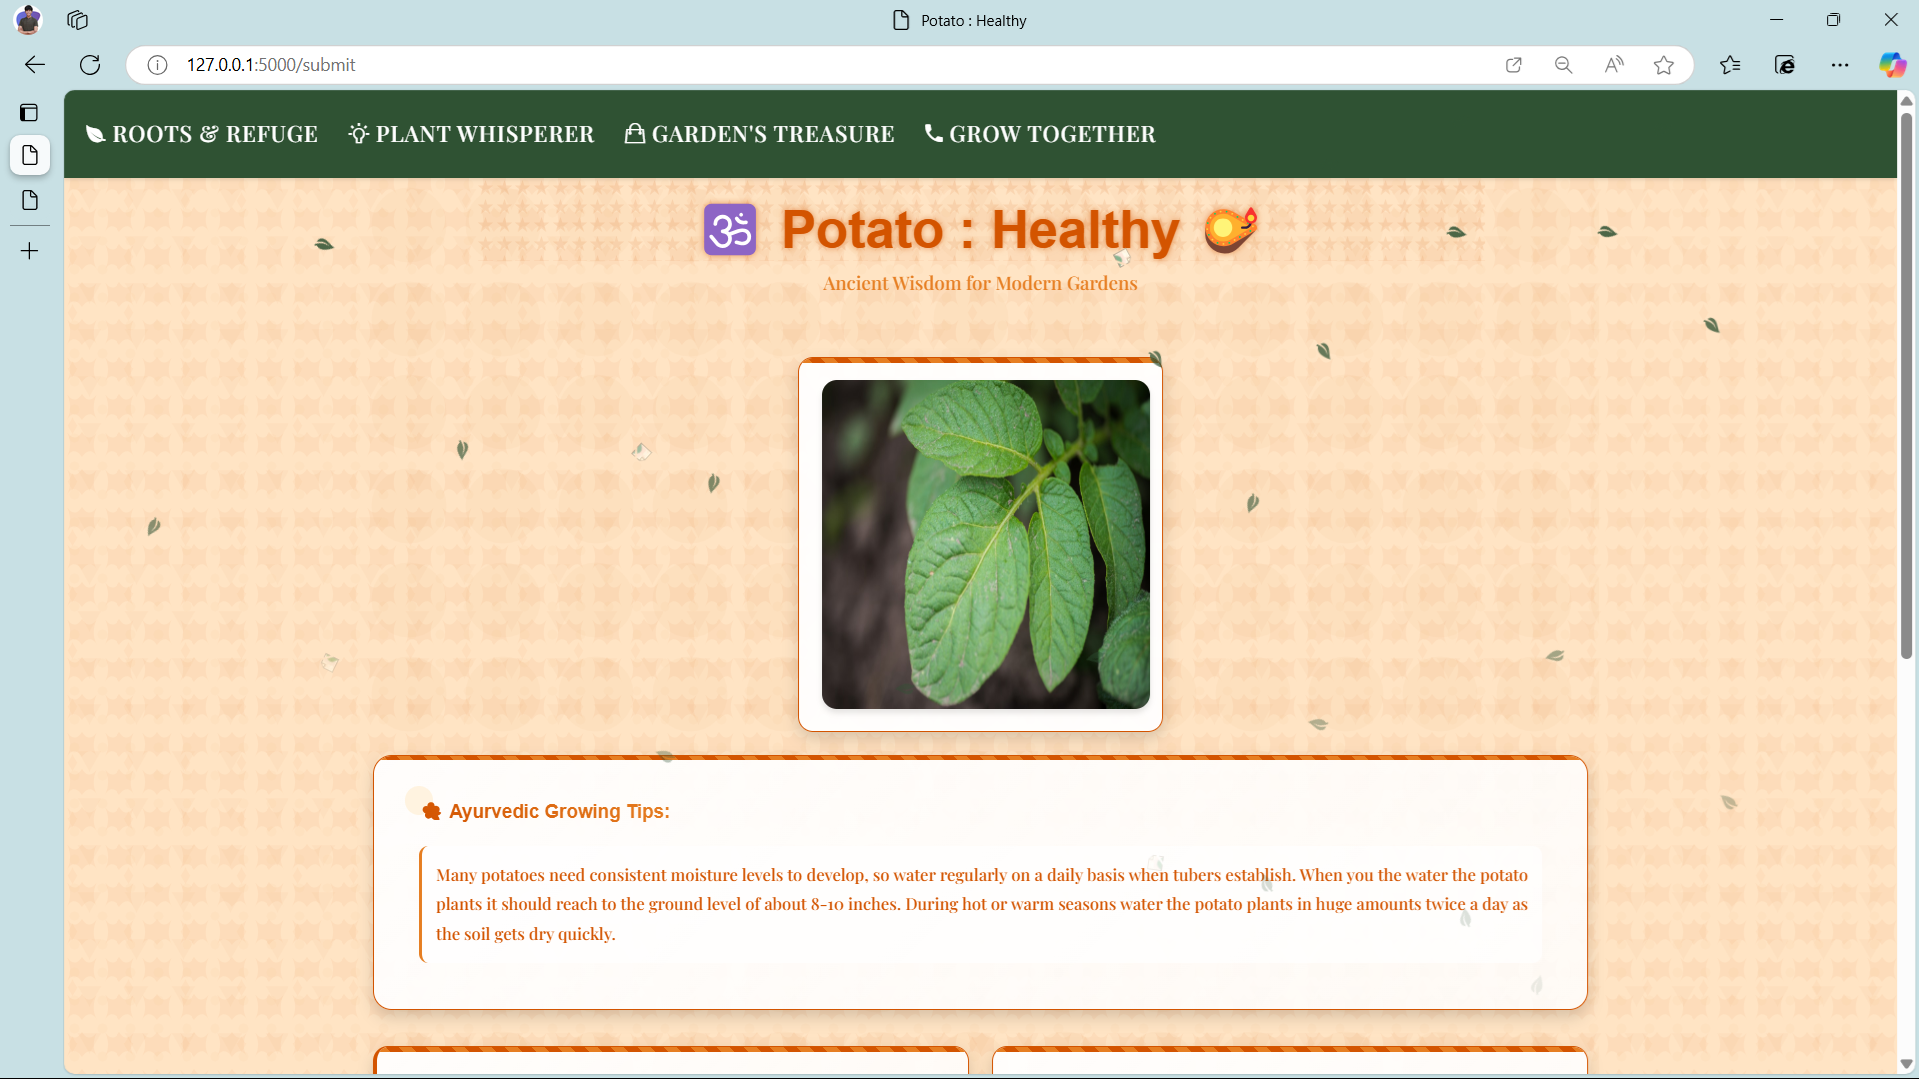 Potato : Healthy
127.0.0.1:5000/submit
ROOTS & REFUGE PLANT WHISPERER GARDEN'S TREASURE GROW TOGETHER
🕉 Potato : Healthy 🪔
Ancient Wisdom for Modern Gardens
Ayurvedic Growing Tips:
Many potatoes need consistent moisture levels to develop, so water regularly on a daily basis when tubers establish. When you the water the potato
plants it should reach to the ground level of about 8-10 inches. During hot or warm seasons water the potato plants in huge amounts twice a day as
the soil gets dry quickly.